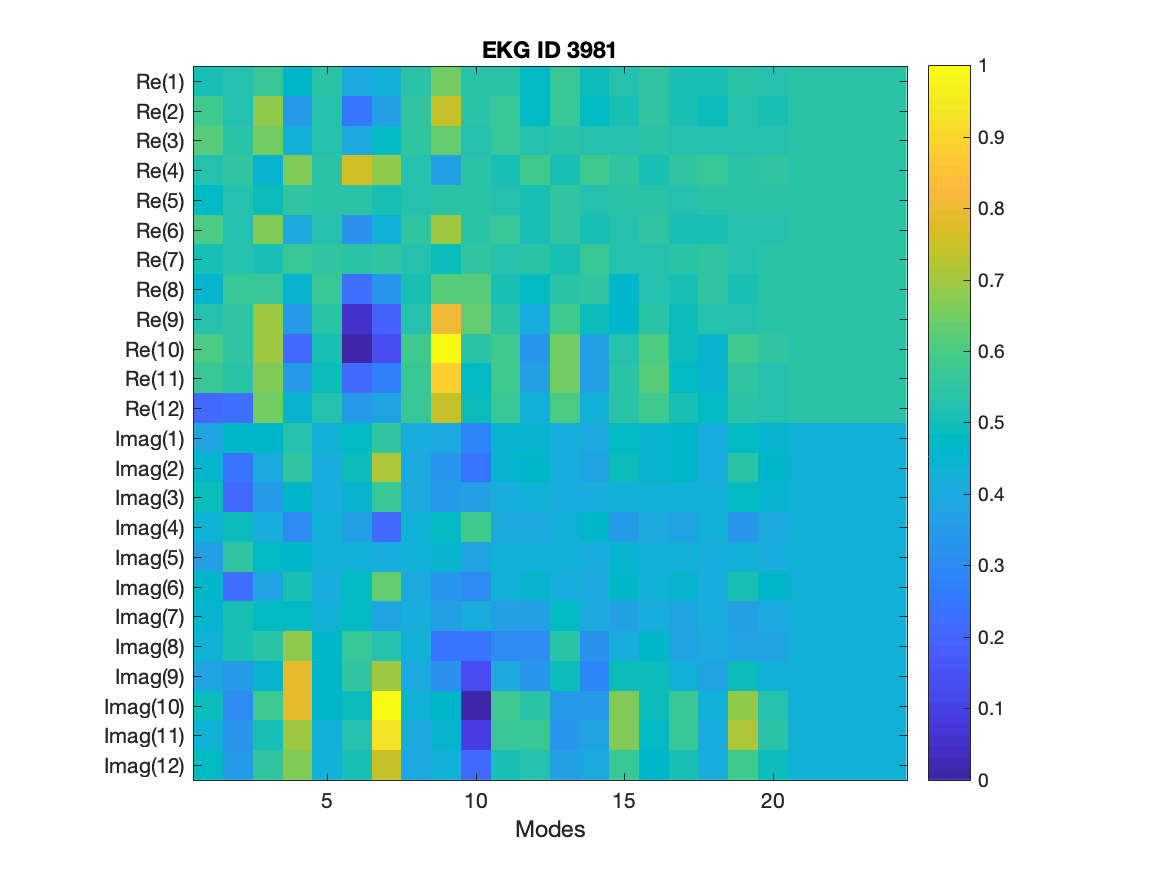 EKG ID 3981
Re(1)
Re(2)
Re(3)
Re(4)
Re(5)
Re(6)
Re(7)
Re(8)
Re(9)
Re(10)
Re(11)
Re(12)
Imag(1)
Imag(2)
Imag(3)
Imag(4)
Imag(5)
Imag(6)
Imag(7)
Imag(8)
Imag(9)
Imag(10)
Imag(11)
Imag(12)
5 10 15 20
Modes
1
0.9
0.8
0.7
0.6
0.5
0.4
0.3
0.2
0.1
0